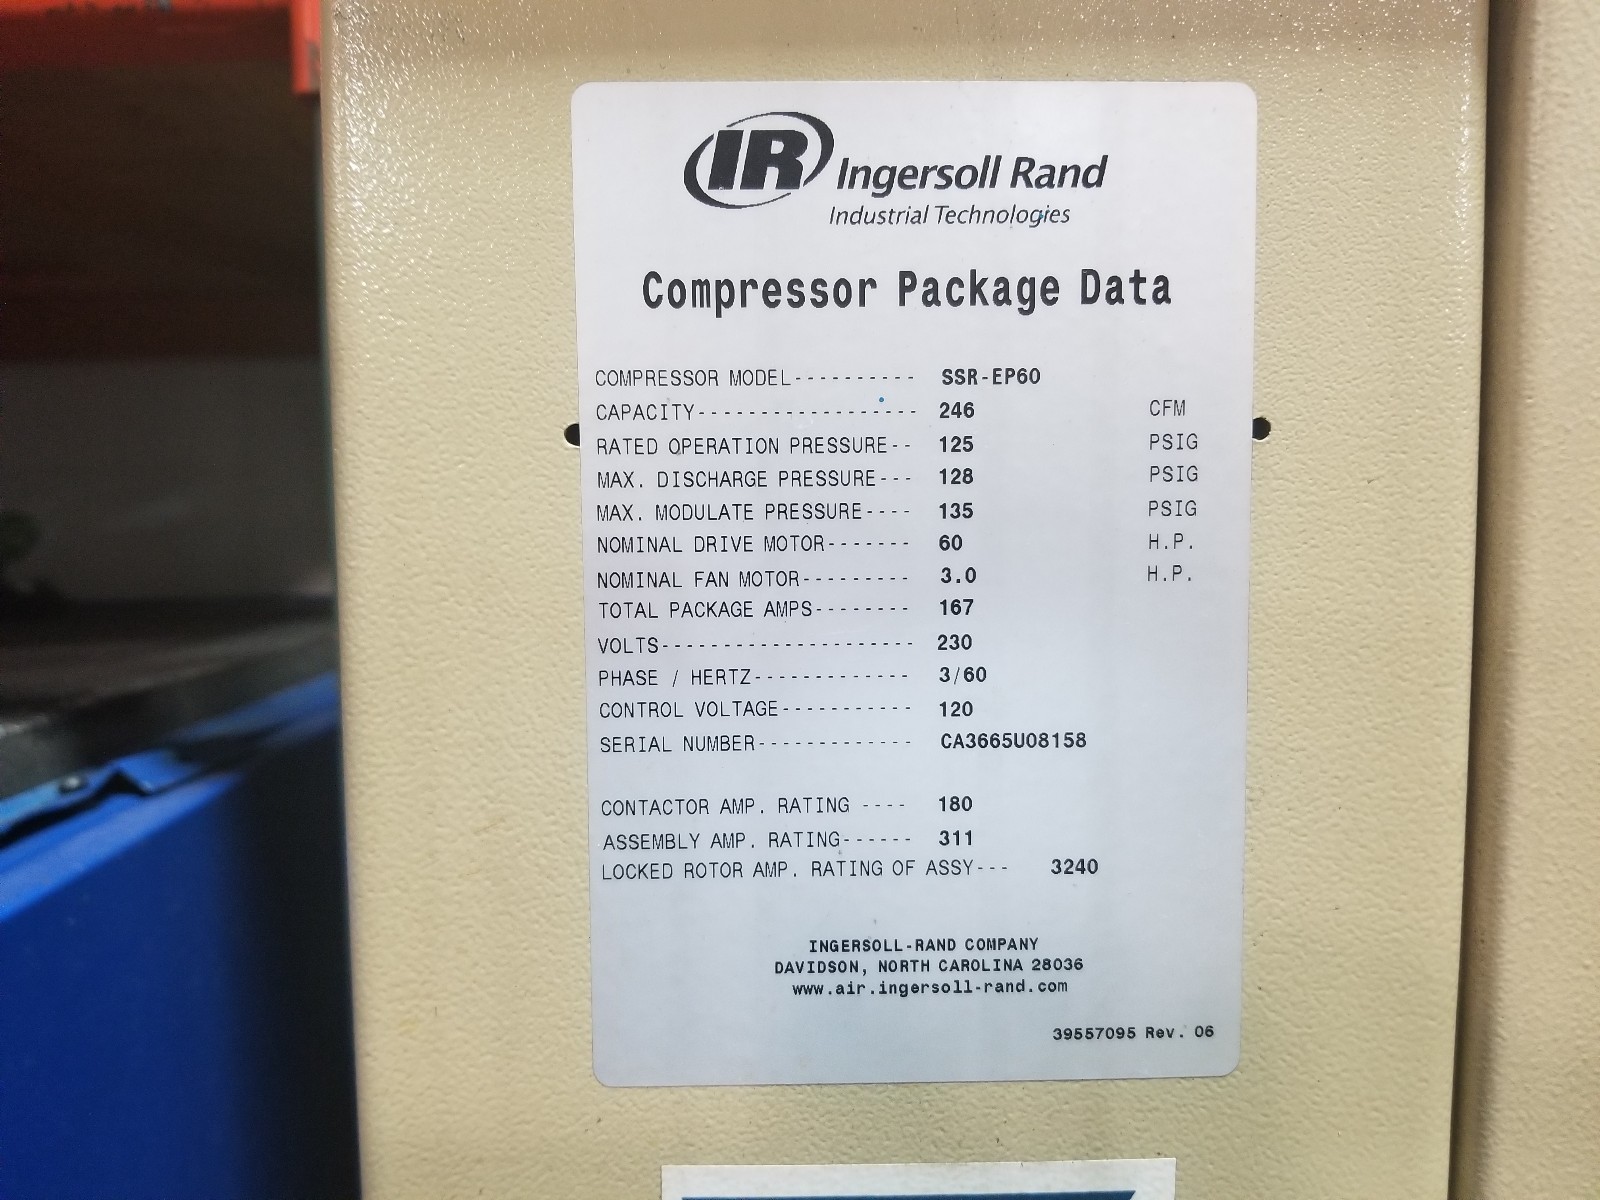 IR Ingersoll Rand
Industrial Technologies
Compressor Package Data
COMPRESSOR MODEL---------- SSR-EP60
CAPACITY------------------ 246 CFM
RATED OPERATION PRESSURE-- 125 PSIG
MAX. DISCHARGE PRESSURE--- 128 PSIG
MAX. MODULATE PRESSURE---- 135 PSIG
NOMINAL DRIVE MOTOR------- 60 H.P.
NOMINAL FAN MOTOR--------- 3.0 H.P.
TOTAL PACKAGE AMPS-------- 167
VOLTS--------------------- 230
PHASE / HERTZ------------- 3/60
CONTROL VOLTAGE----------- 120
SERIAL NUMBER------------- CA3665U08158
CONTACTOR AMP. RATING ---- 180
ASSEMBLY AMP. RATING------ 311
LOCKED ROTOR AMP. RATING OF ASSY--- 3240
INGERSOLL-RAND COMPANY
DAVIDSON, NORTH CAROLINA 28036
www.air.ingersoll-rand.com
39557095 Rev. 06